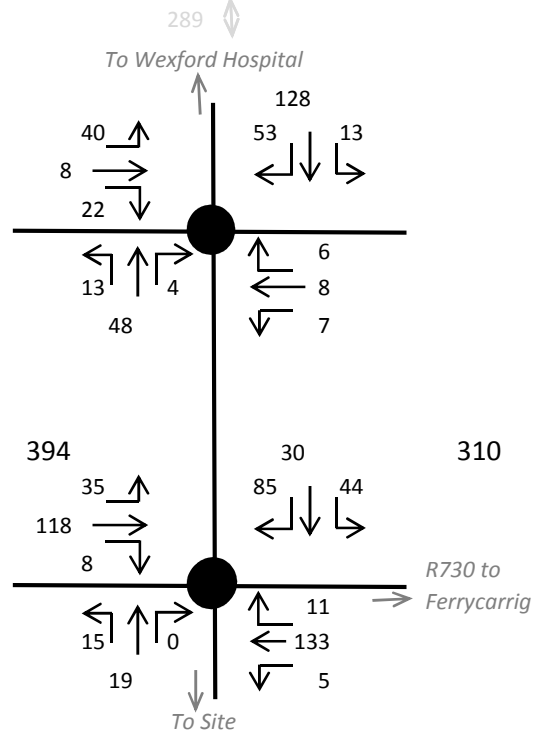 289
To Wexford Hospital
128
40 53 13
8
22
6
13 4 8
48 7
394 30 310
35 85 44
118
8
R730 to
Ferrycarrig
11
15 0 133
19 5
To Site